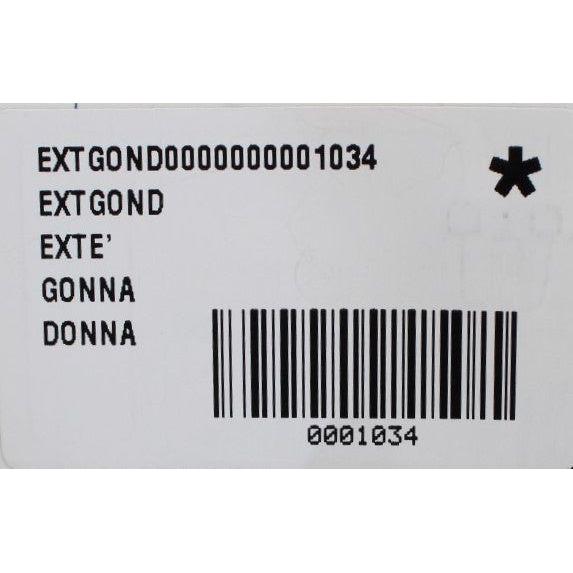 EXTGOND0000000001034
*
EXTGOND
EXTE'
GONNA
DONNA
0001034